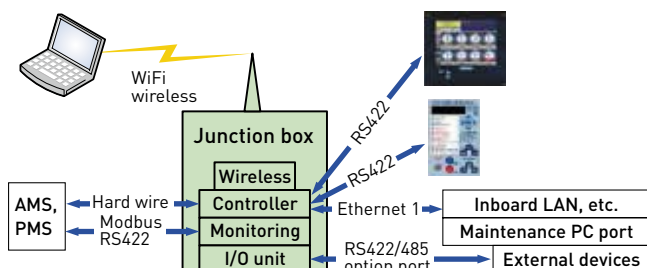 WiFi
wireless
Junction box
Wireless
Controller
Monitoring
I/O unit
AMS,
PMS
Hard wire
Modbus
RS422
RS422
RS422
Ethernet 1
RS422/485
option port
Inboard LAN, etc.
Maintenance PC port
External devices